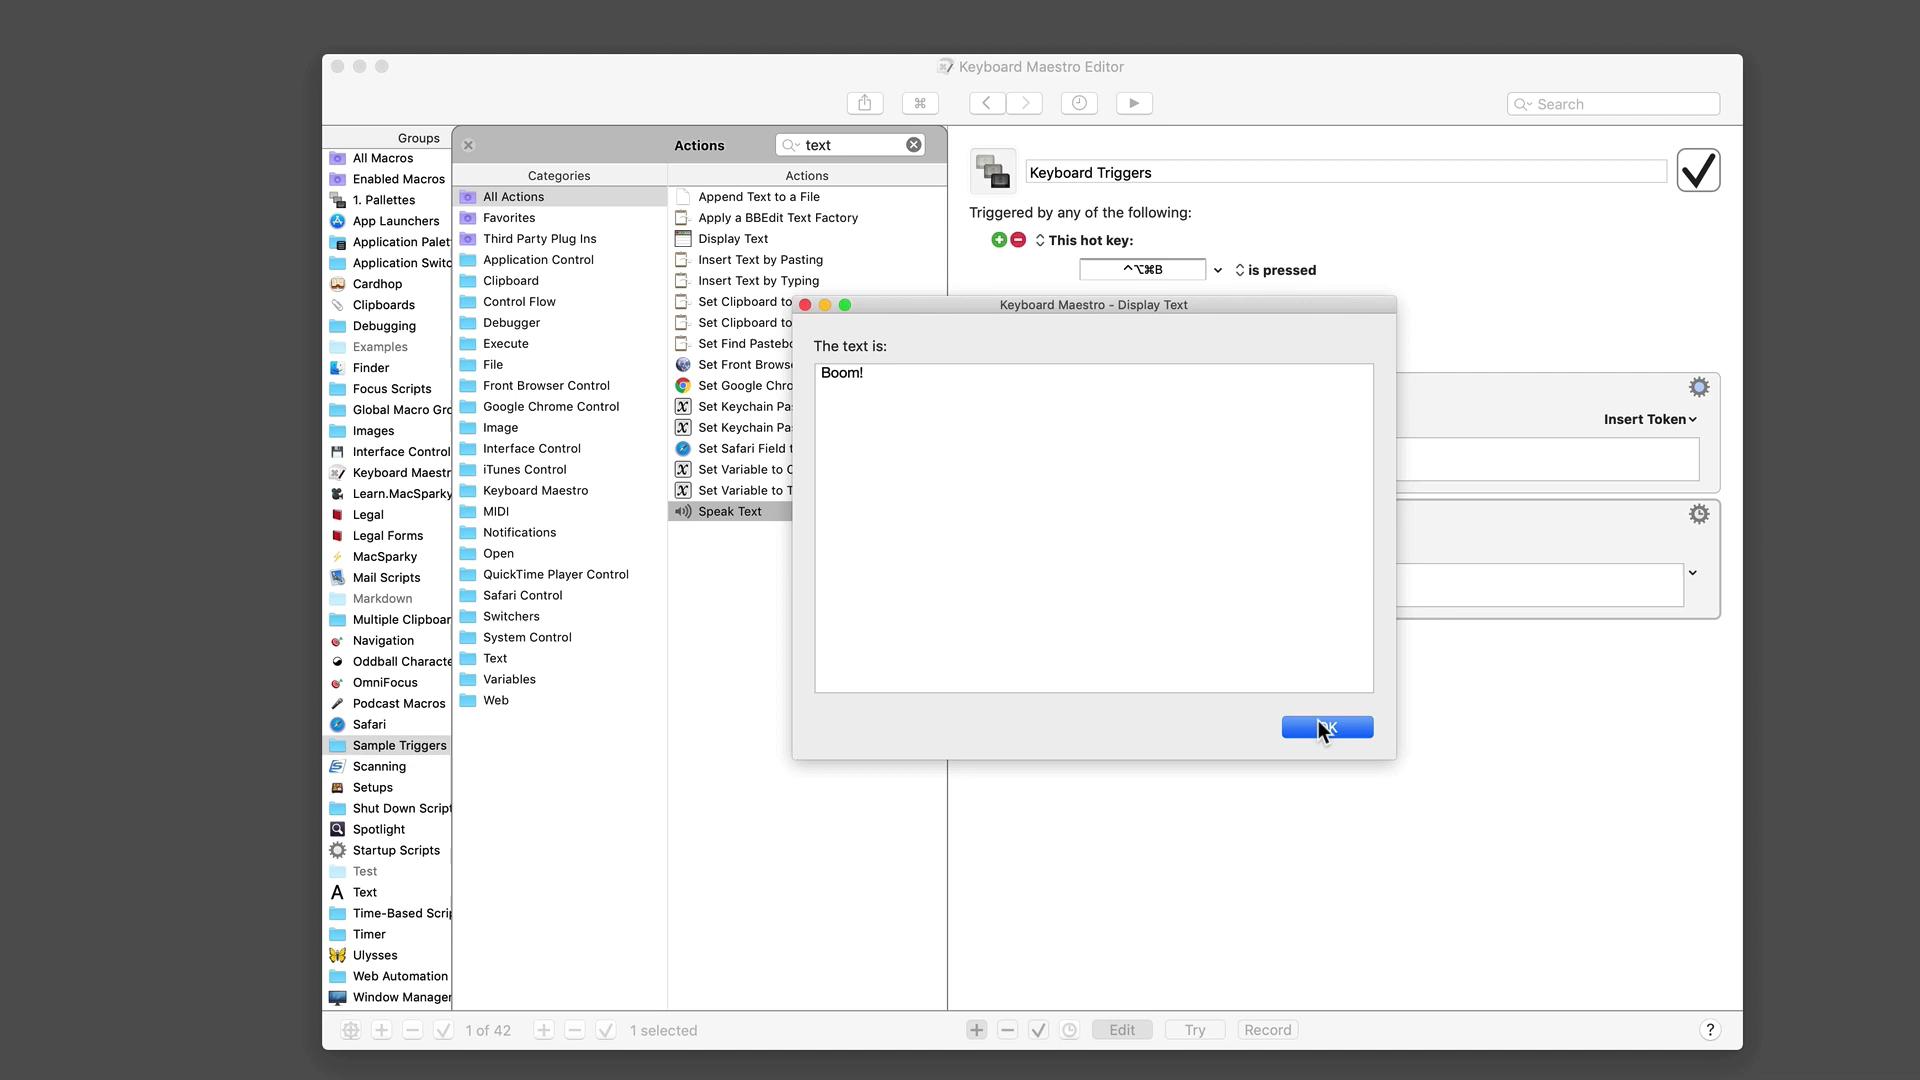 Keyboard Maestro Editor
Search
Groups
All Macros
Enabled Macros
1. Pallettes
App Launchers
Application Palet
Application Switc
Cardhop
Clipboards
Debugging
Examples
Finder
Focus Scripts
Global Macro Gro
Images
Interface Control
Keyboard Maestr
Learn.MacSparky
Legal
Legal Forms
MacSparky
Mail Scripts
Markdown
Multiple Clipboar
Navigation
Oddball Characte
OmniFocus
Podcast Macros
Safari
Sample Triggers
Scanning
Setups
Shut Down Script
Spotlight
Startup Scripts
Test
Text
Time-Based Scrip
Timer
Ulysses
Web Automation
Window Manager
Actions
text
Categories
All Actions
Favorites
Third Party Plug Ins
Application Control
Clipboard
Control Flow
Debugger
Execute
File
Front Browser Control
Google Chrome Control
Image
Interface Control
iTunes Control
Keyboard Maestro
MIDI
Notifications
Open
QuickTime Player Control
Safari Control
Switchers
System Control
Text
Variables
Web
Actions
Append Text to a File
Apply a BBEdit Text Factory
Display Text
Insert Text by Pasting
Insert Text by Typing
Set Clipboard to
Set Clipboard to
Set Find Pastebo
Set Front Browse
Set Google Chro
Set Keychain Pas
Set Keychain Pas
Set Safari Field t
Set Variable to C
Set Variable to T
Speak Text
Keyboard Triggers
Triggered by any of the following:
This hot key:
⌃⌥⌘B
is pressed
Insert Token
Keyboard Maestro - Display Text
The text is:
Boom!
1 of 42
1 selected
Edit
Try
Record
?